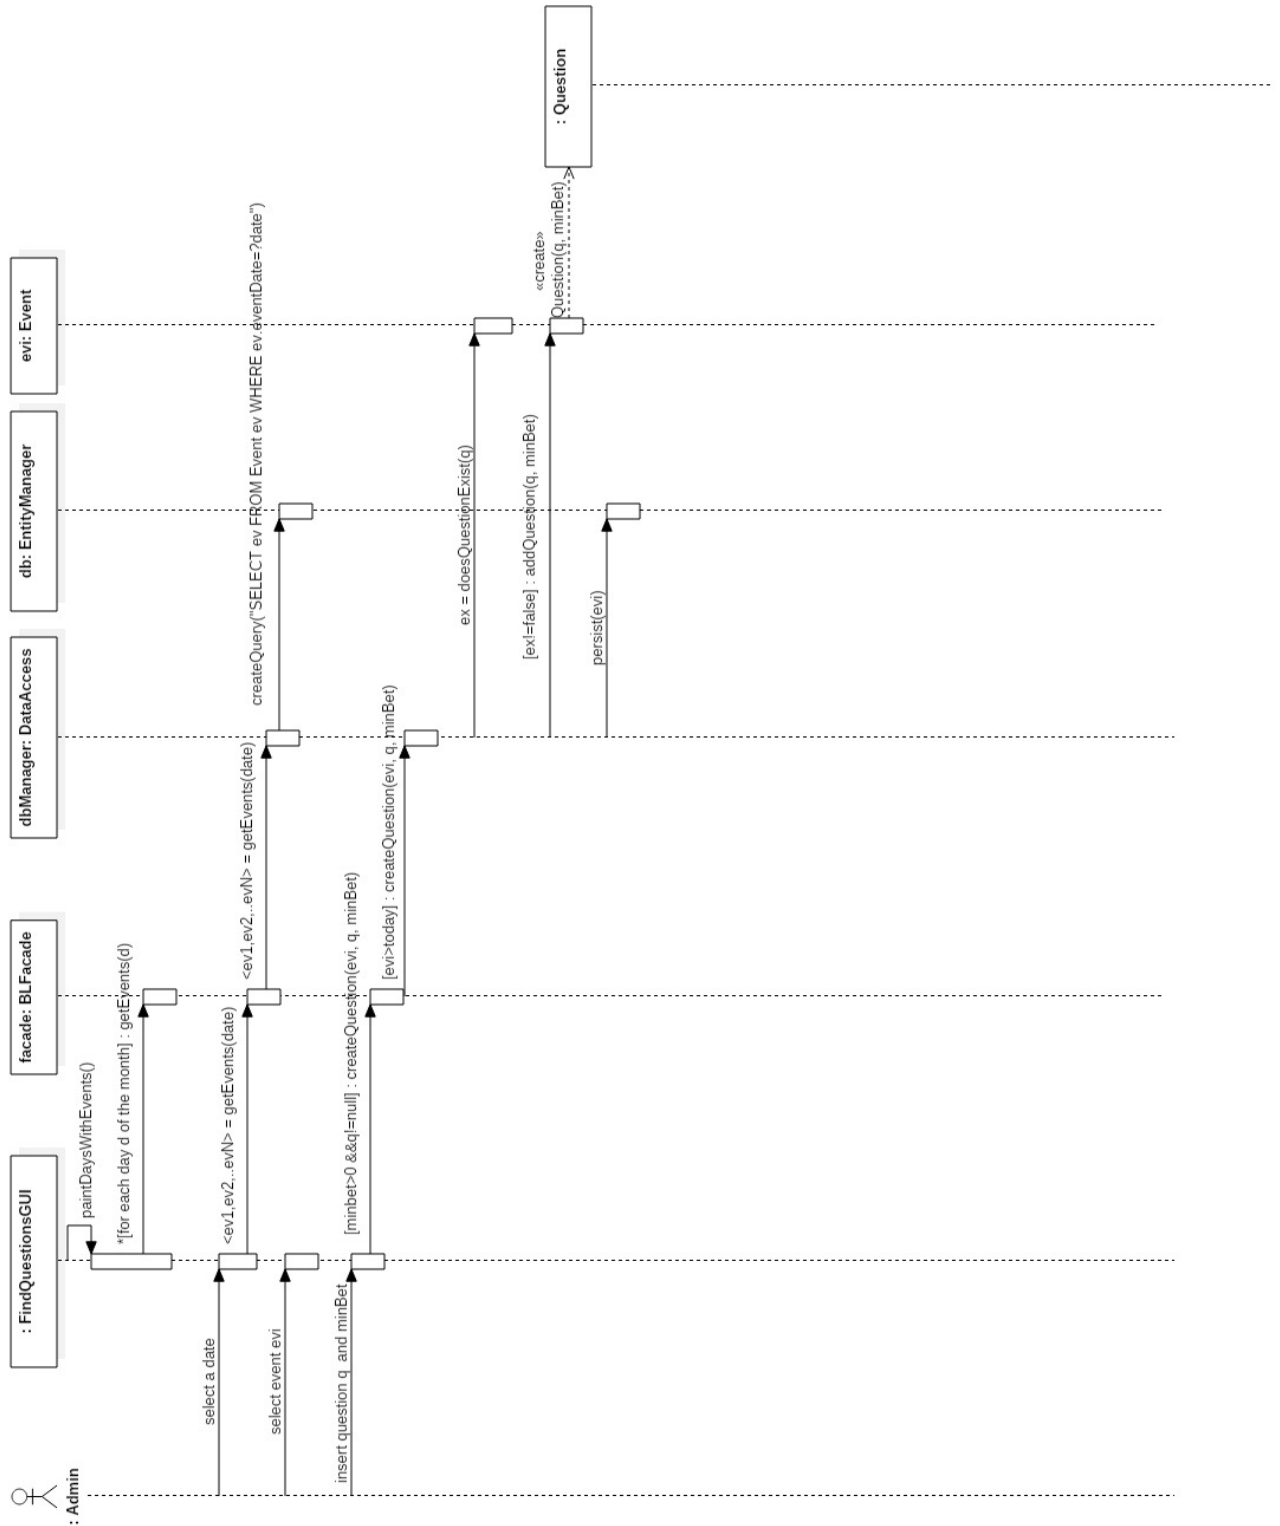 : Admin
: FindQuestionsGUI
facade: BLFacade
dbManager: DataAccess
db: EntityManager
evi: Event
paintDaysWithEvents()
*[for each day d of the month] : getEvents(d)
select a date
<ev1,ev2,..evN> = getEvents(date)
<ev1,ev2,..evN> = getEvents(date)
createQuery("SELECT ev FROM Event ev WHERE ev.eventDate=?date")
select event evi
insert question q and minBet
[minbet>0 &&q!=null] : createQuestion(evi, q, minBet)
[evi>today] : createQuestion(evi, q, minBet)
ex = doesQuestionExist(q)
[ex!=false] : addQuestion(q, minBet)
«create»
Question(q, minBet)
: Question
persist(evi)